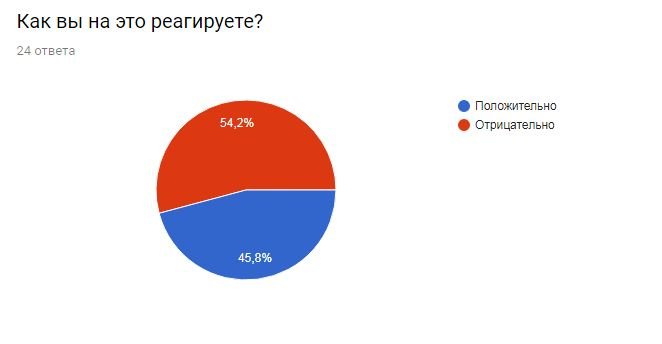 Как вы на это реагируете?
24 ответа
Положительно
Отрицательно
54,2%
45,8%